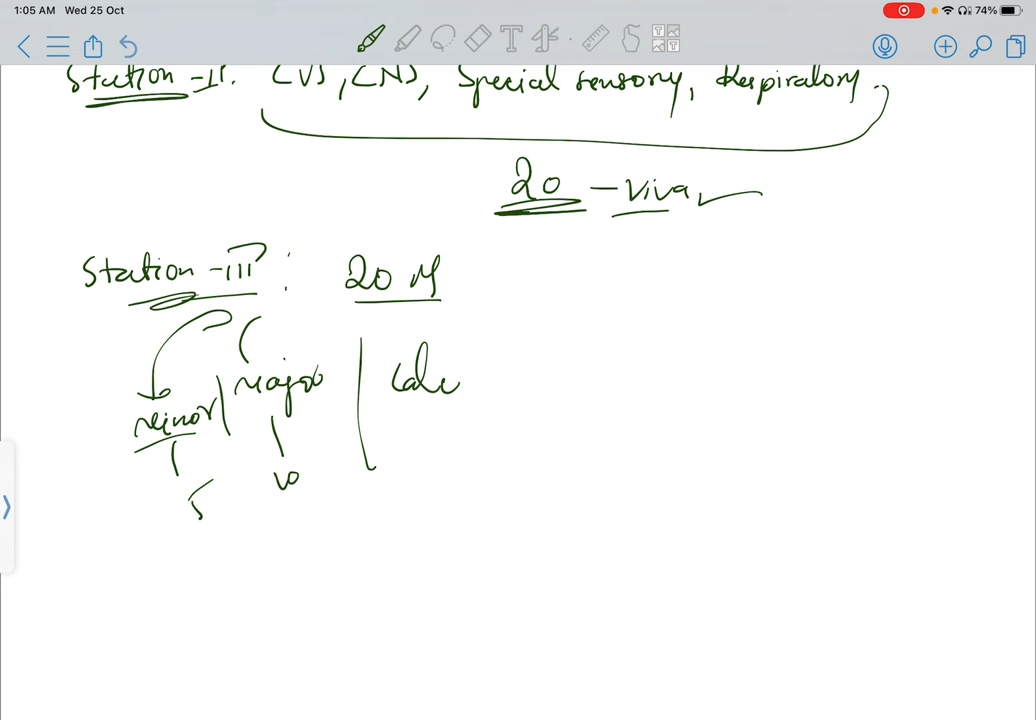 1:05 AM Wed 25 Oct 74%
Station -II: CVS, CNS, Special sensory, Respiratory.
20 - Viva
Station -III : 20 M
minor | major | Calc
5 10